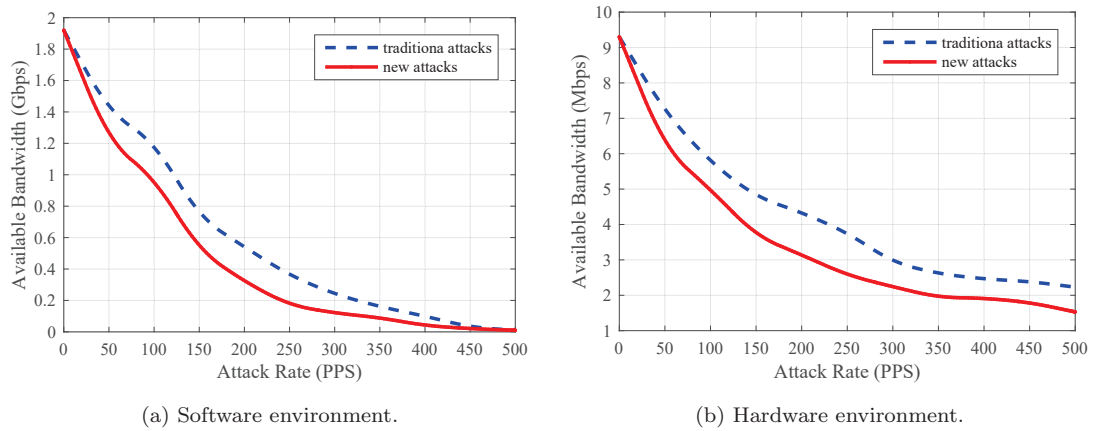 2
1.8
1.6
1.4
1.2
1
0.8
0.6
0.4
0.2
0
Available Bandwidth (Gbps)
traditiona attacks
new attacks
0 50 100 150 200 250 300 350 400 450 500
Attack Rate (PPS)
(a) Software environment.
10
9
8
7
6
5
4
3
2
1
Available Bandwidth (Mbps)
traditiona attacks
new attacks
0 50 100 150 200 250 300 350 400 450 500
Attack Rate (PPS)
(b) Hardware environment.